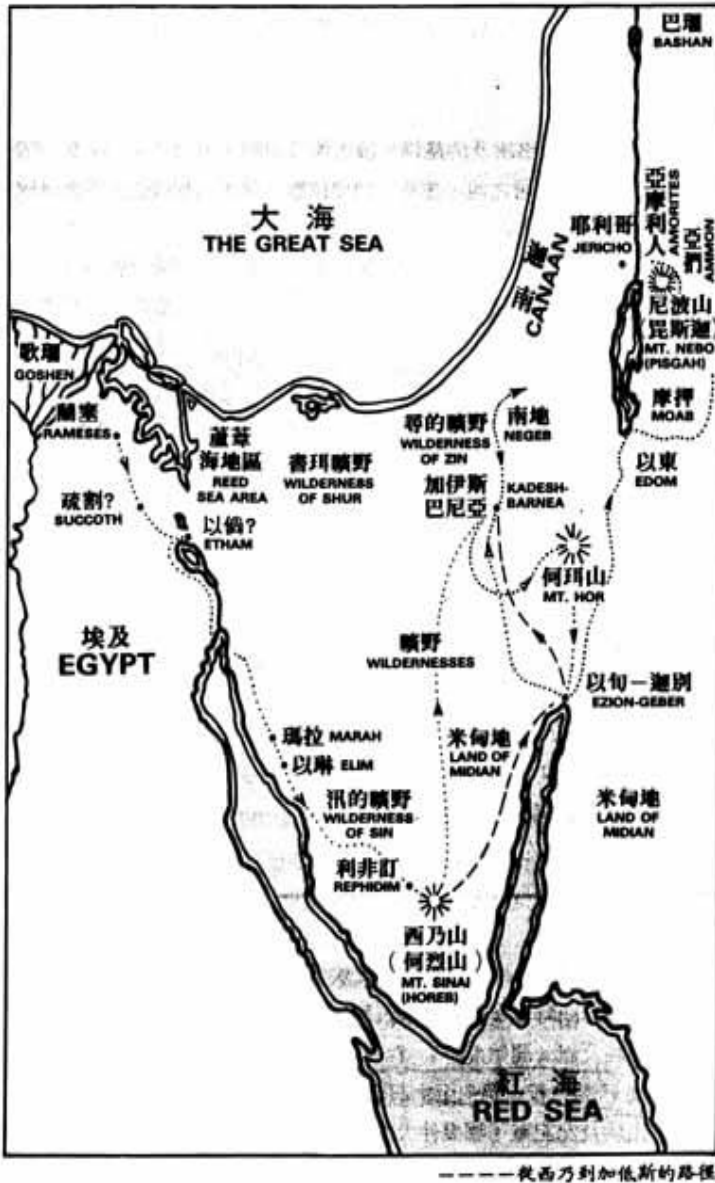 巴珊
BASHAN
大海
THE GREAT SEA
迦南
CANAAN
耶利哥
JERICHO
亞摩利人
AMORITES
亞捫
AMMON
尼波山
(毘斯迦)
MT. NEBO
(PISGAH)
歌珊
GOSHEN
蘭塞
RAMESES
疏割?
SUCCOTH
蘆葦
海地區
REED
SEA AREA
以倘?
ETHAM
書珥曠野
WILDERNESS
OF SHUR
尋的曠野
WILDERNESS
OF ZIN
南地
NEGEB
摩押
MOAB
以東
EDOM
加伊斯
巴尼亞
KADESH-
BARNEA
何珥山
MT. HOR
埃及
EGYPT
曠野
WILDERNESSES
以旬－迦別
EZION-GEBER
瑪拉 MARAH
以琳 ELIM
米甸地
LAND OF
MIDIAN
汛的曠野
WILDERNESS
OF SIN
米甸地
LAND OF
MIDIAN
利非訂
REPHIDIM
西乃山
(何烈山)
MT. SINAI
(HOREB)
紅海
RED SEA
----從西乃到加低斯的路徑